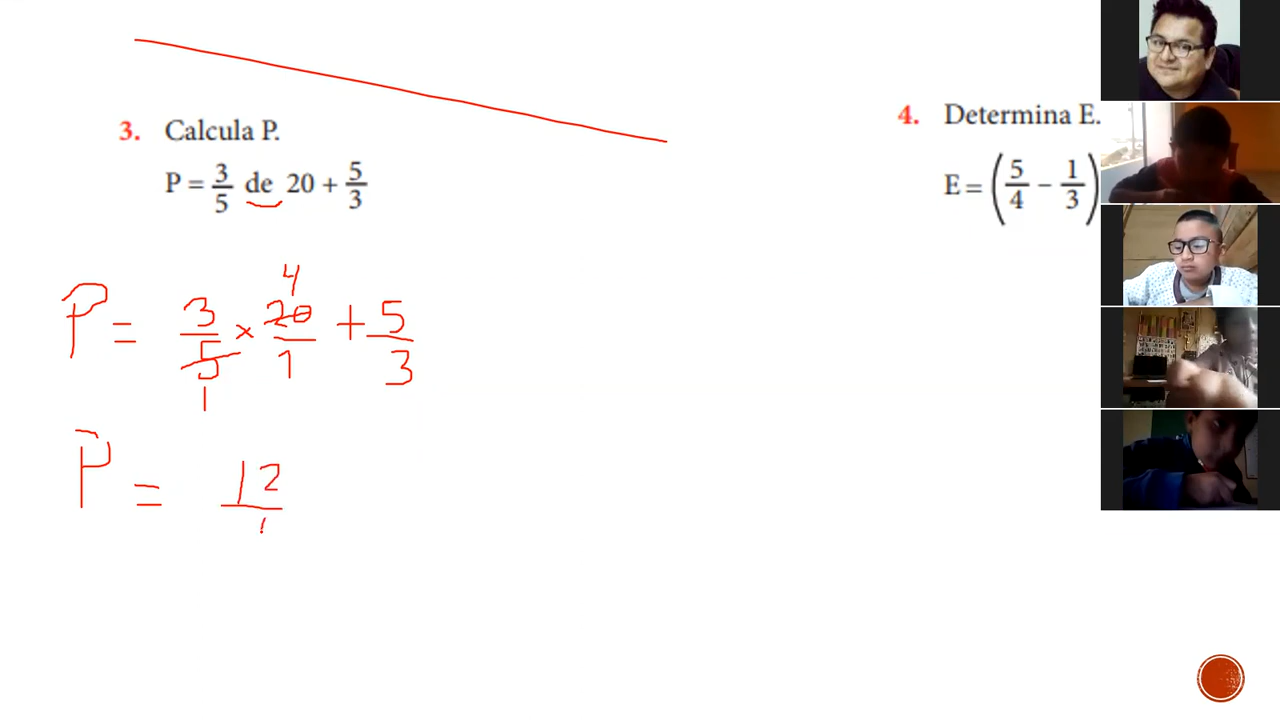 3. Calcula P.
P = 3/5 de 20 + 5/3
P = 3/5 × 20/1 + 5/3
4
1
P = 12/1
4. Determina E.
E = (5/4 − 1/3)